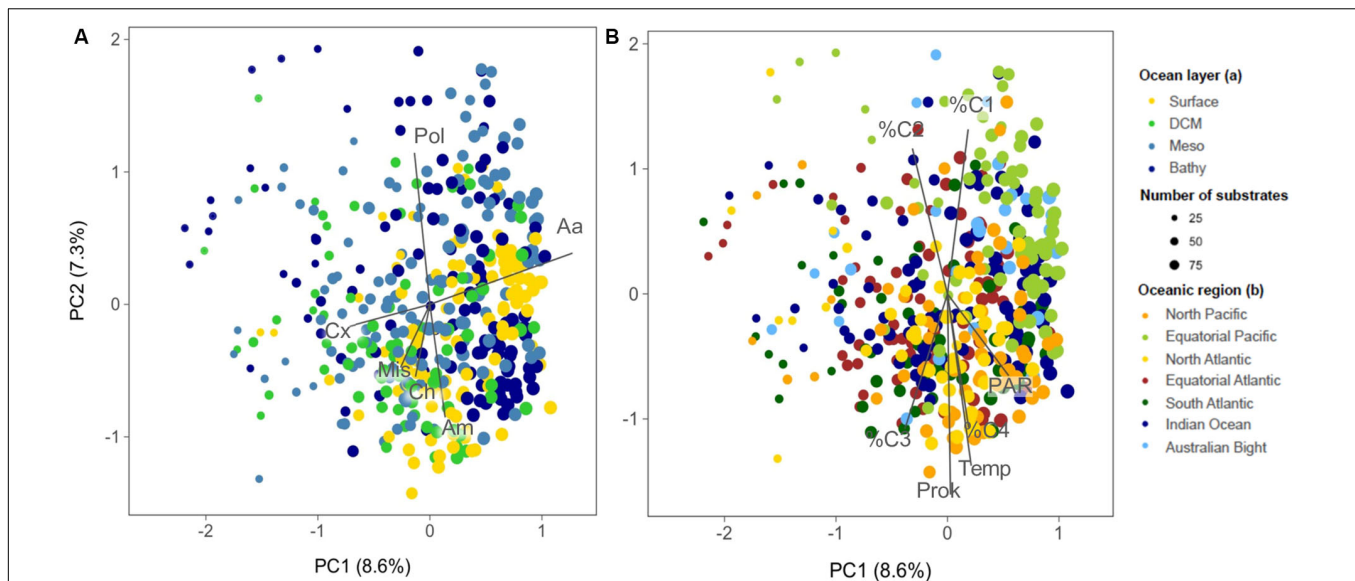 A
2
1
0
-1
PC2 (7.3%)
Pol
Aa
Cx
Mis
Ch
Am
-2
-1
0
1
PC1 (8.6%)
B
2
1
0
-1
%C1
%C2
PAR
%C3
%C4
Temp
Prok
-2
-1
0
1
PC1 (8.6%)
Ocean layer (a)
Surface
DCM
Meso
Bathy
Number of substrates
25
50
75
Oceanic region (b)
North Pacific
Equatorial Pacific
North Atlantic
Equatorial Atlantic
South Atlantic
Indian Ocean
Australian Bight